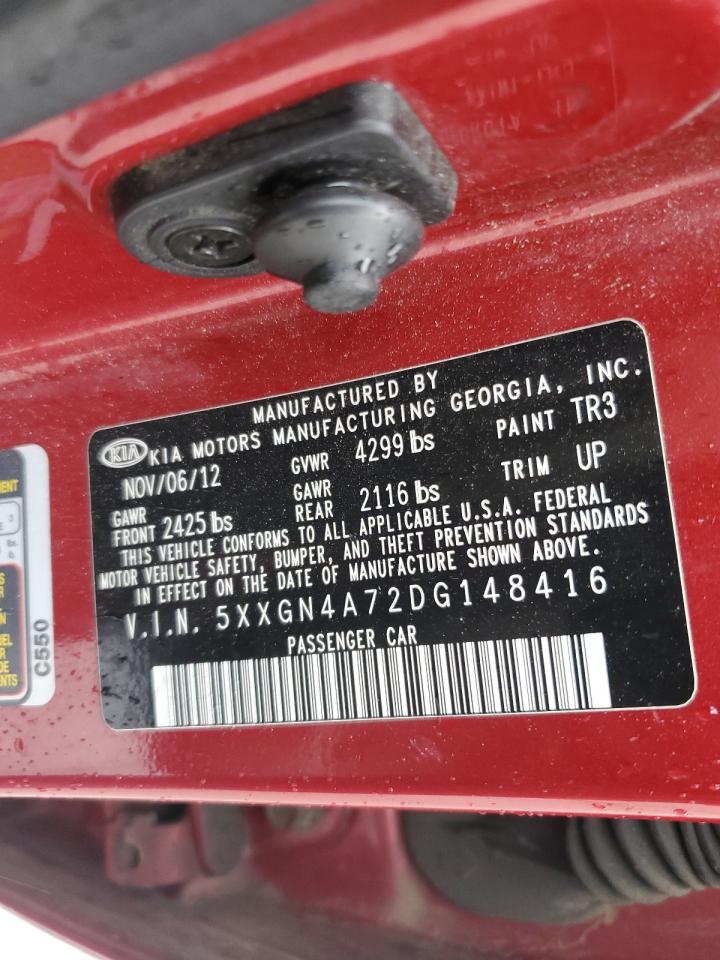 MANUFACTURED BY
KIA KIA MOTORS MANUFACTURING GEORGIA, INC.
NOV/06/12 GVWR 4299 lbs PAINT TR3
GAWR FRONT 2425 lbs GAWR REAR 2116 lbs TRIM UP
THIS VEHICLE CONFORMS TO ALL APPLICABLE U.S.A. FEDERAL
MOTOR VEHICLE SAFETY, BUMPER, AND THEFT PREVENTION STANDARDS
IN EFFECT ON THE DATE OF MANUFACTURE SHOWN ABOVE.
V.I.N. 5XXGN4A72DG148416
PASSENGER CAR
C550